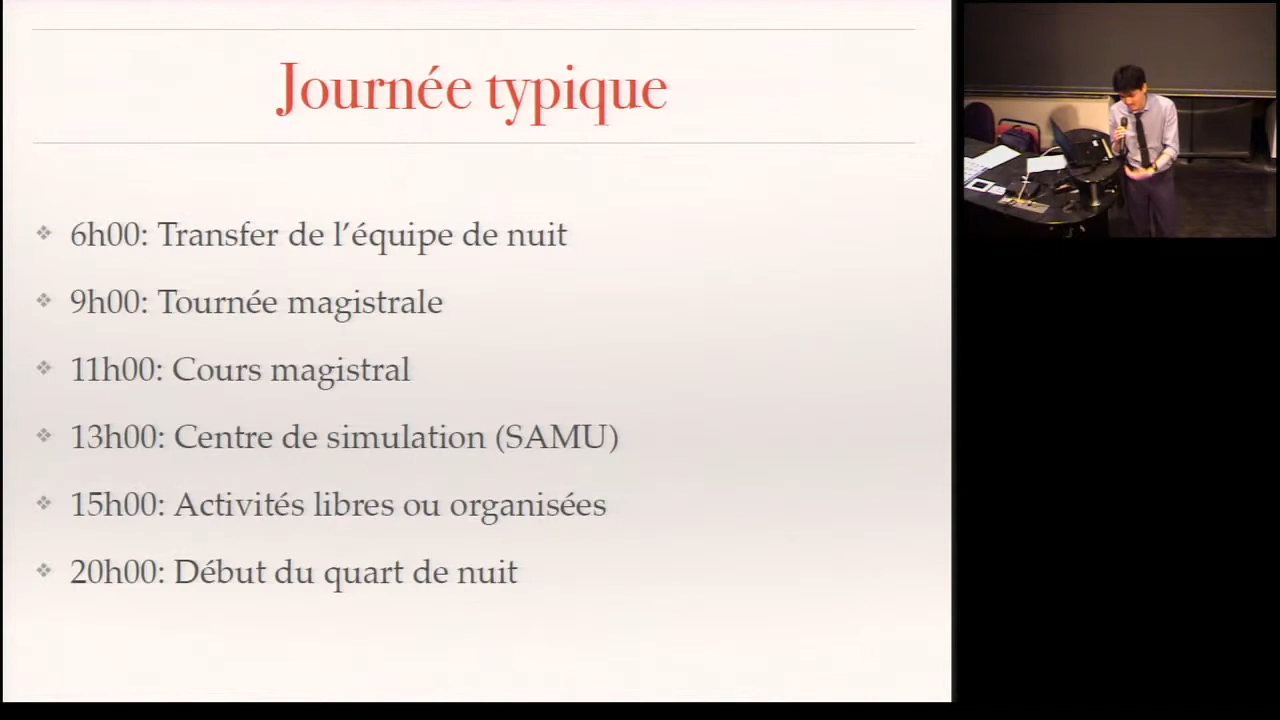 Journée typique
6h00: Transfer de l'équipe de nuit
9h00: Tournée magistrale
11h00: Cours magistral
13h00: Centre de simulation (SAMU)
15h00: Activités libres ou organisées
20h00: Début du quart de nuit